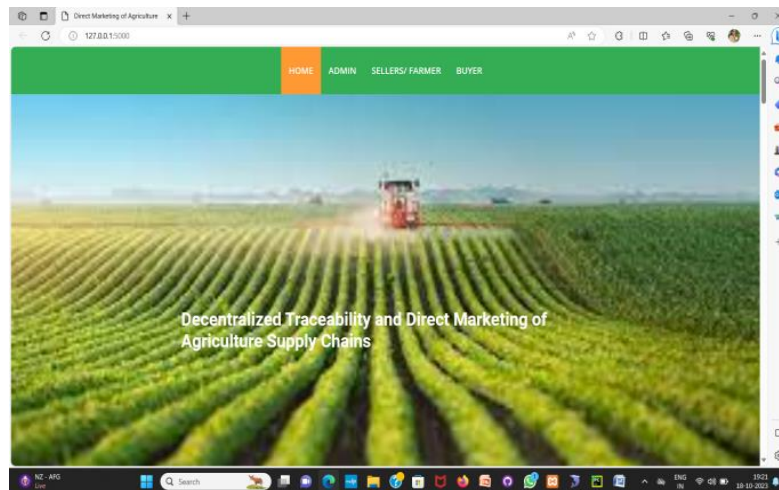 Direct Marketing of Agriculture
127.0.0.1:5000
HOME ADMIN SELLERS/ FARMER BUYER
Decentralized Traceability and Direct Marketing of
Agriculture Supply Chains
NZ - AFG
Live
Search
ENG
IN
19:21
18-10-2023